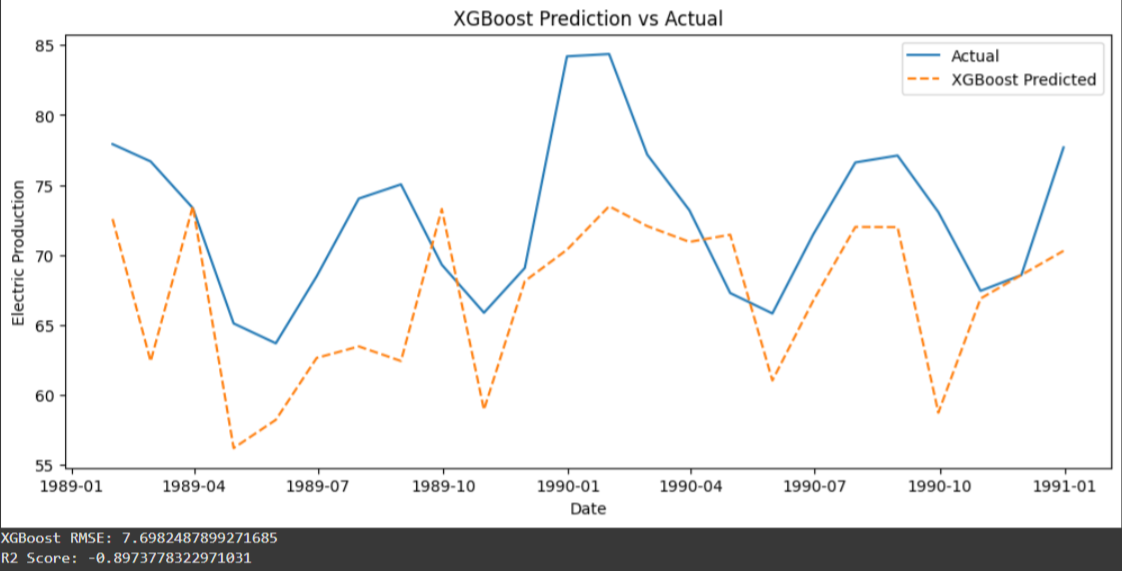 XGBoost Prediction vs Actual
Actual
XGBoost Predicted
Electric Production
85
80
75
70
65
60
55
1989-01 1989-04 1989-07 1989-10 1990-01 1990-04 1990-07 1990-10 1991-01
Date
XGBoost RMSE: 7.6982487899271685
R2 Score: -0.8973778322971031